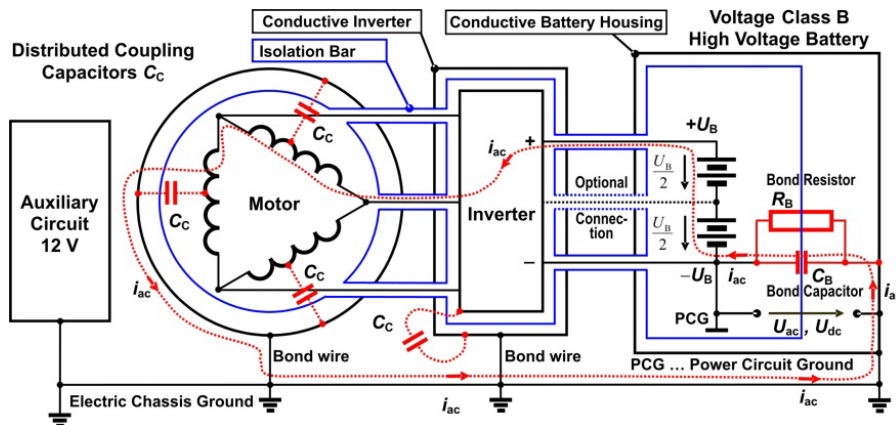 Conductive Inverter
Conductive Battery Housing
Voltage Class B
High Voltage Battery
Distributed Coupling
Capacitors CC
Isolation Bar
CC
+UB
iac
UB
2
Bond Resistor
RB
Auxiliary
Circuit
12 V
CC
Motor
Inverter
Optional
Connec-
tion
UB
2
CC
+
−
−UB
iac
CB
Bond Capacitor
iac
iac
CC
PCG
Uac , Udc
Bond wire
Bond wire
PCG ... Power Circuit Ground
Electric Chassis Ground
iac
iac